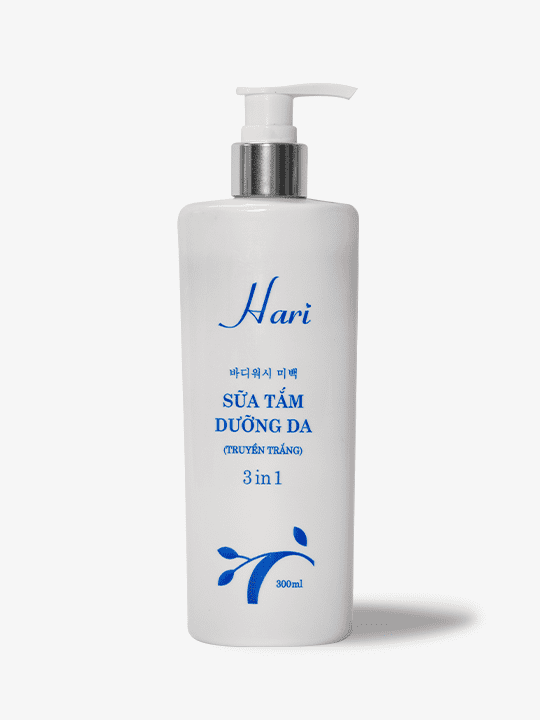 Hari
바디워시 미백
SỮA TẮM
DƯỠNG DA
(TRUYỀN TRẮNG)
3 in 1
300ml